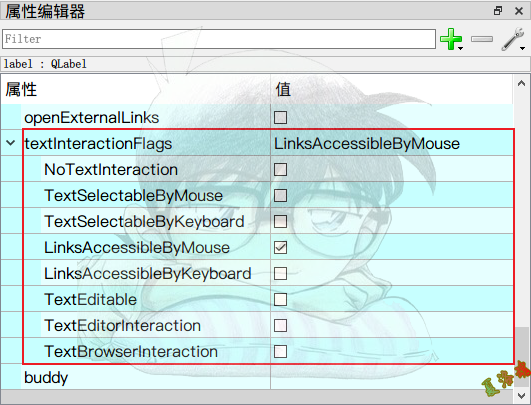 属性编辑器
Filter
label : QLabel
属性 值
openExternalLinks
textInteractionFlags LinksAccessibleByMouse
NoTextInteraction
TextSelectableByMouse
TextSelectableByKeyboard
LinksAccessibleByMouse
LinksAccessibleByKeyboard
TextEditable
TextEditorInteraction
TextBrowserInteraction
buddy